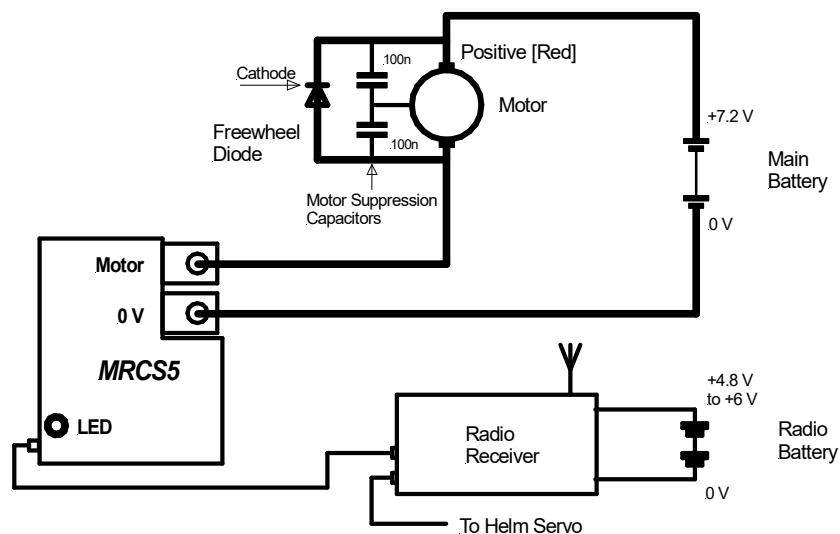 100n
Positive [Red]
Cathode
Motor
Freewheel
Diode
100n
+7.2 V
Main
Battery
Motor Suppression
Capacitors
0 V
Motor
0 V
MRCS5
LED
+4.8 V
to +6 V
Radio
Receiver
Radio
Battery
0 V
To Helm Servo